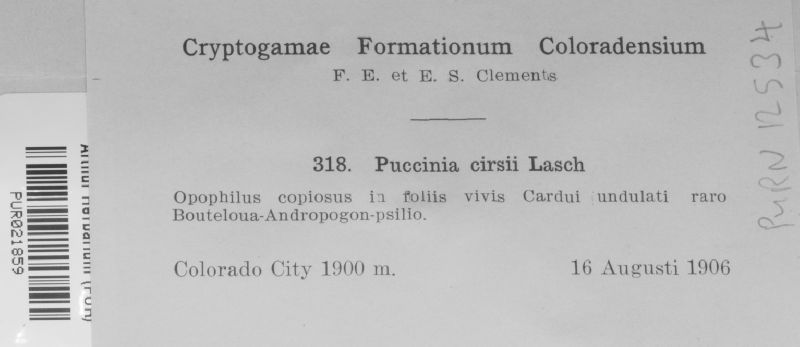 Cryptogamae Formationum Coloradensium
F. E. et E. S. Clements
318. Puccinia cirsii Lasch
Opophilus copiosus in foliis vivis Cardui undulati raro
Bouteloua-Andropogon-psilio.
Colorado City 1900 m.
16 Augusti 1906
PURN 12534
PUR021859